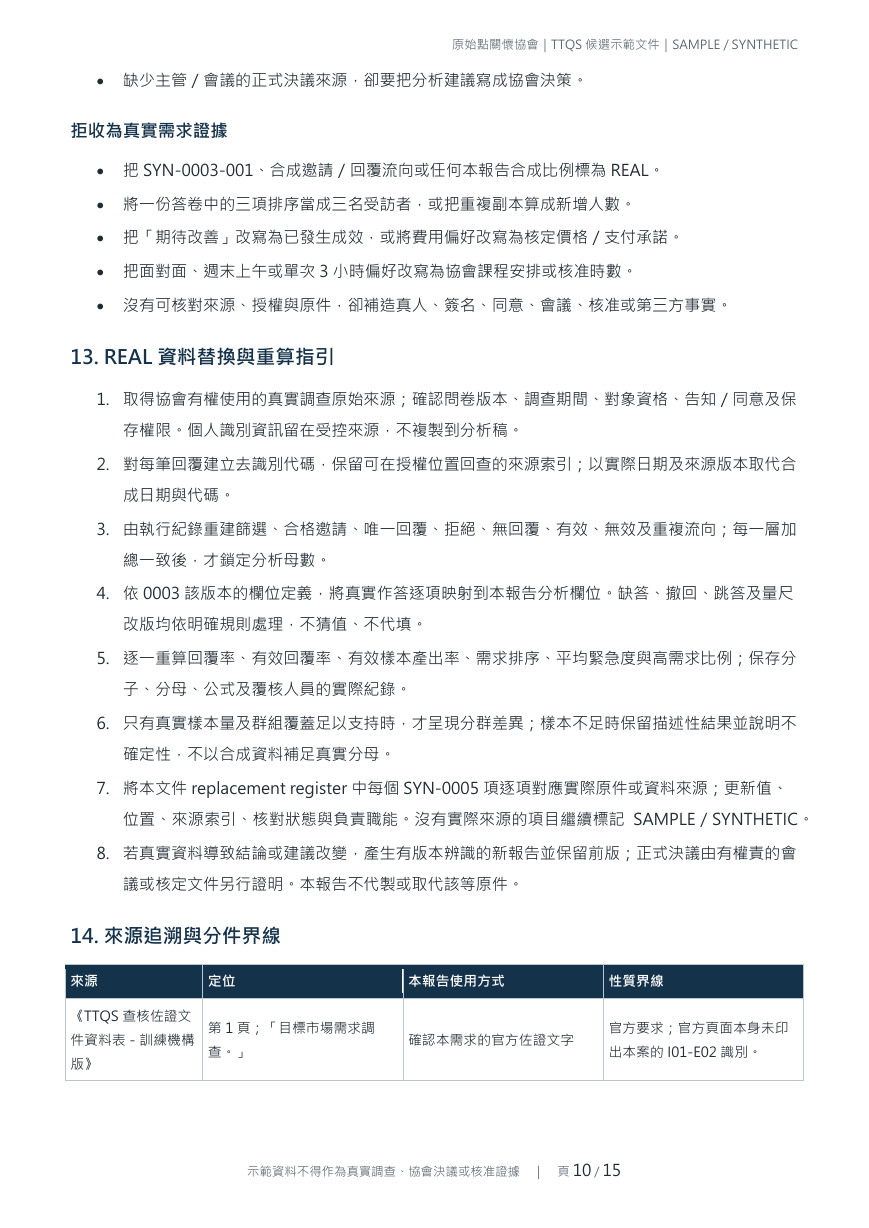 原始點關懷協會 | TTQS 候選示範文件 | SAMPLE / SYNTHETIC
• 缺少主管 / 會議的正式決議來源，卻要把分析建議寫成協會決策。
拒收為真實需求證據
• 把 SYN-0003-001、合成邀請 / 回覆流向或任何本報告合成比例標為 REAL。
• 將一份答卷中的三項排序當成三名受訪者，或把重複副本算成新增人數。
• 把「期待改善」改寫為已發生成效，或將費用偏好改寫為核定價格 / 支付承諾。
• 把面對面、週末上午或單次 3 小時偏好改寫為協會課程安排或核准時數。
• 沒有可核對來源、授權與原件，卻補造真人、簽名、同意、會議、核准或第三方事實。
13. REAL 資料替換與重算指引
1. 取得協會有權使用的真實調查原始來源；確認問卷版本、調查期間、對象資格、告知 / 同意及保
存權限。個人識別資訊留在受控來源，不複製到分析稿。
2. 對每筆回覆建立去識別代碼，保留可在授權位置回查的來源索引；以實際日期及來源版本取代合
成日期與代碼。
3. 由執行紀錄重建篩選、合格邀請、唯一回覆、拒絕、無回覆、有效、無效及重複流向；每一層加
總一致後，才鎖定分析母數。
4. 依 0003 該版本的欄位定義，將真實作答逐項映射到本報告分析欄位。缺答、撤回、跳答及量尺
改版均依明確規則處理，不猜值、不代填。
5. 逐一重算回覆率、有效回覆率、有效樣本產出率、需求排序、平均緊急度與高需求比例；保存分
子、分母、公式及覆核人員的實際紀錄。
6. 只有真實樣本量及群組覆蓋足以支持時，才呈現分群差異；樣本不足時保留描述性結果並說明不
確定性，不以合成資料補足真實分母。
7. 將本文件 replacement register 中每個 SYN-0005 項逐項對應實際原件或資料來源；更新值、
位置、來源索引、核對狀態與負責職能。沒有實際來源的項目繼續標記 SAMPLE / SYNTHETIC。
8. 若真實資料導致結論或建議改變，產生有版本辨識的新報告並保留前版；正式決議由有權責的會
議或核定文件另行證明。本報告不代製或取代該等原件。
14. 來源追溯與分件界線
來源 定位 本報告使用方式 性質界線
《TTQS 查核佐證文
件資料表 - 訓練機構
版》
第 1 頁；「目標市場需求調
查。」
確認本需求的官方佐證文字
官方要求；官方頁面本身未印
出本案的 I01-E02 識別。
示範資料不得作為真實調查、協會決議或核准證據 | 頁 10 / 15